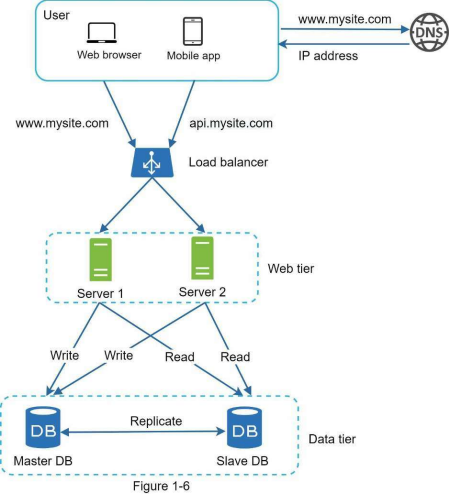 User
www.mysite.com
DNS
Web browser
Mobile app
IP address
www.mysite.com
api.mysite.com
Load balancer
Web tier
Server 1
Server 2
Write
Write
Read
Read
DB
Replicate
DB
Data tier
Master DB
Slave DB
Figure 1-6